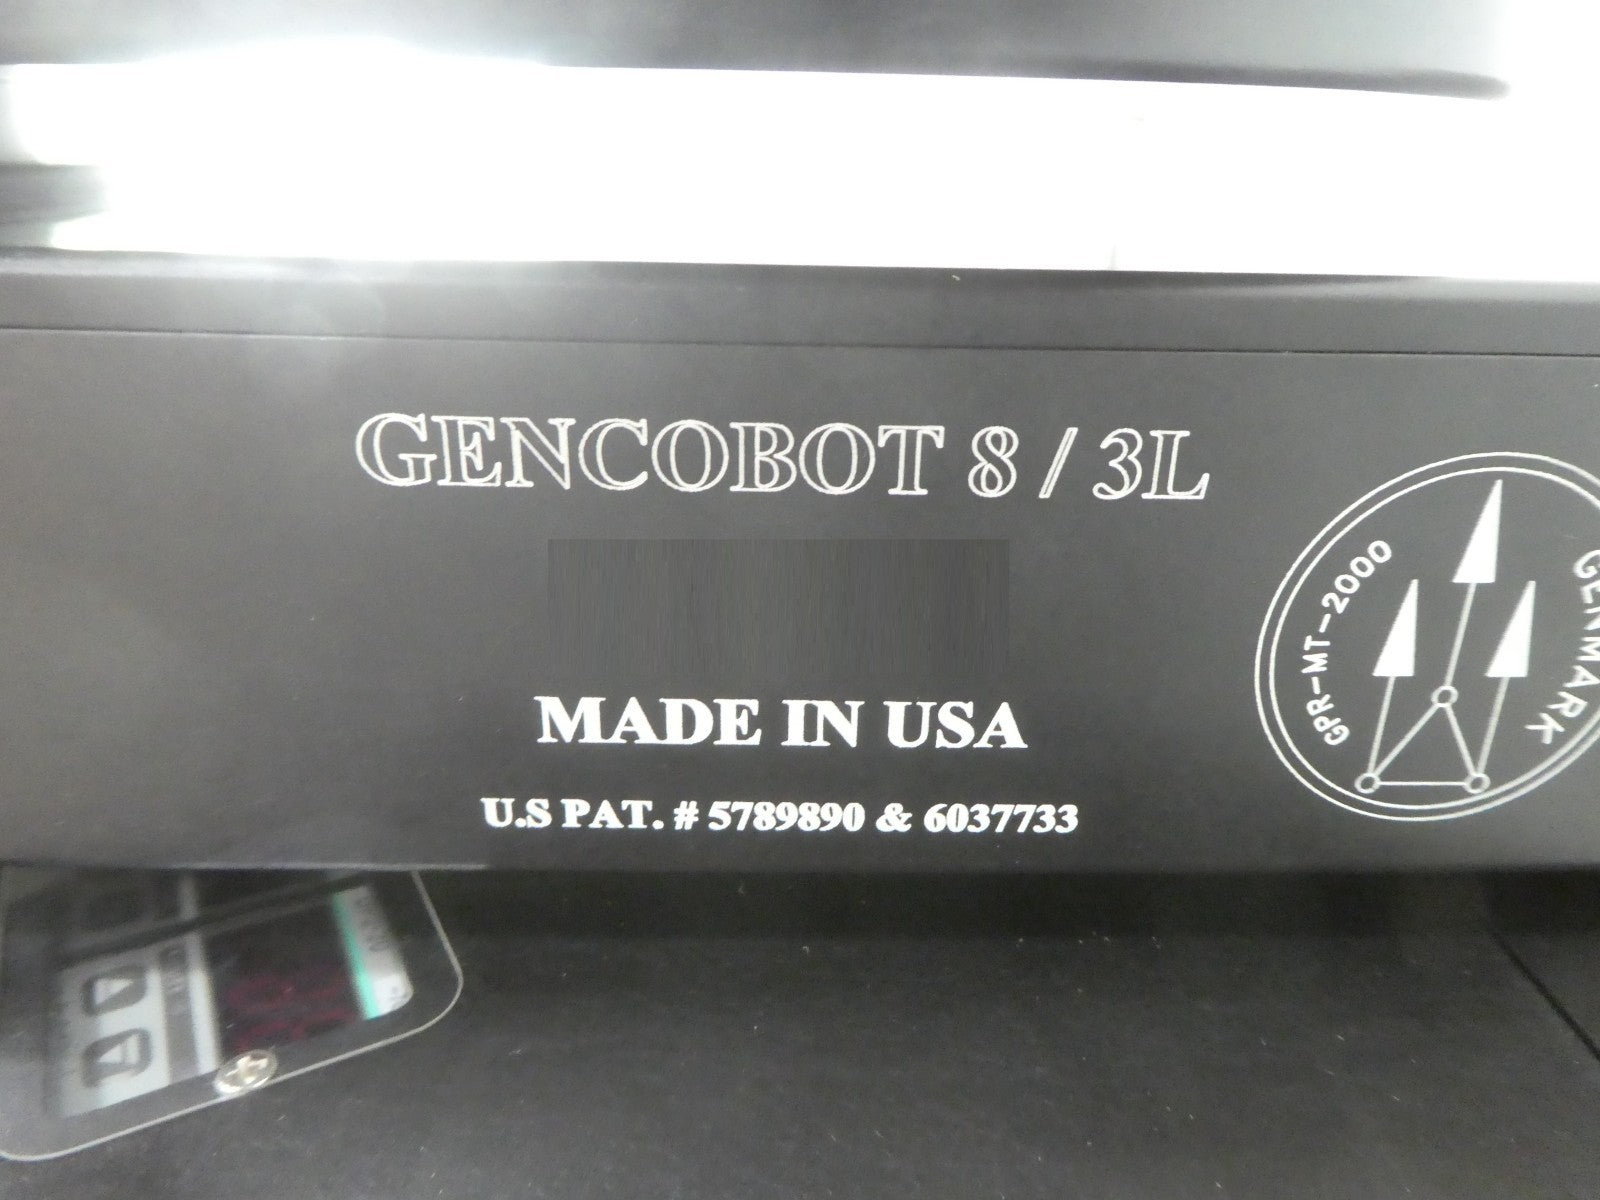 GENCOBOT 8 / 3L
MADE IN USA
U.S PAT. # 5789890 & 6037733
GPR-MT-2000
GENMARK